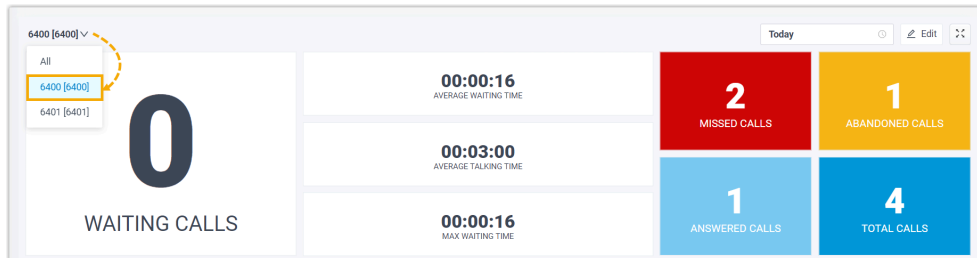 6400 [6400]
Today
Edit
All
6400 [6400]
6401 [6401]
0
WAITING CALLS
00:00:16
AVERAGE WAITING TIME
00:03:00
AVERAGE TALKING TIME
00:00:16
MAX WAITING TIME
2
MISSED CALLS
1
ABANDONED CALLS
1
ANSWERED CALLS
4
TOTAL CALLS